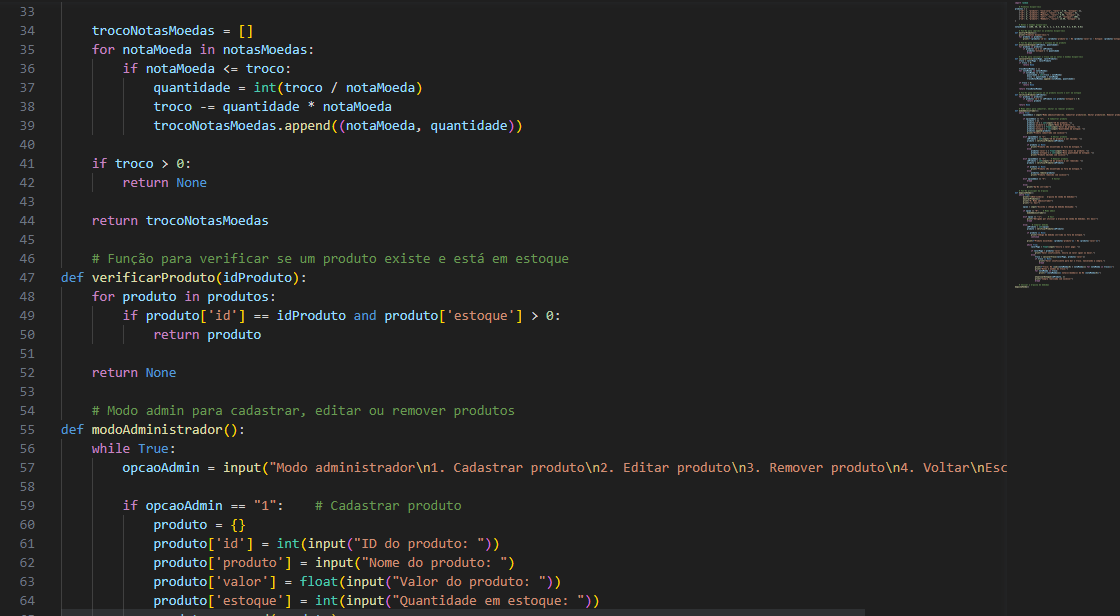 33
34 trocoNotasMoedas = []
35 for notaMoeda in notasMoedas:
36 if notaMoeda <= troco:
37 quantidade = int(troco / notaMoeda)
38 troco -= quantidade * notaMoeda
39 trocoNotasMoedas.append((notaMoeda, quantidade))
40
41 if troco > 0:
42 return None
43
44 return trocoNotasMoedas
45
46 # Função para verificar se um produto existe e está em estoque
47 def verificarProduto(idProduto):
48 for produto in produtos:
49 if produto['id'] == idProduto and produto['estoque'] > 0:
50 return produto
51
52 return None
53
54 # Modo admin para cadastrar, editar ou remover produtos
55 def modoAdministrador():
56 while True:
57 opcaoAdmin = input("Modo administrador\n1. Cadastrar produto\n2. Editar produto\n3. Remover produto\n4. Voltar\nEsc
58
59 if opcaoAdmin == "1": # Cadastrar produto
60 produto = {}
61 produto['id'] = int(input("ID do produto: "))
62 produto['produto'] = input("Nome do produto: ")
63 produto['valor'] = float(input("Valor do produto: "))
64 produto['estoque'] = int(input("Quantidade em estoque: "))